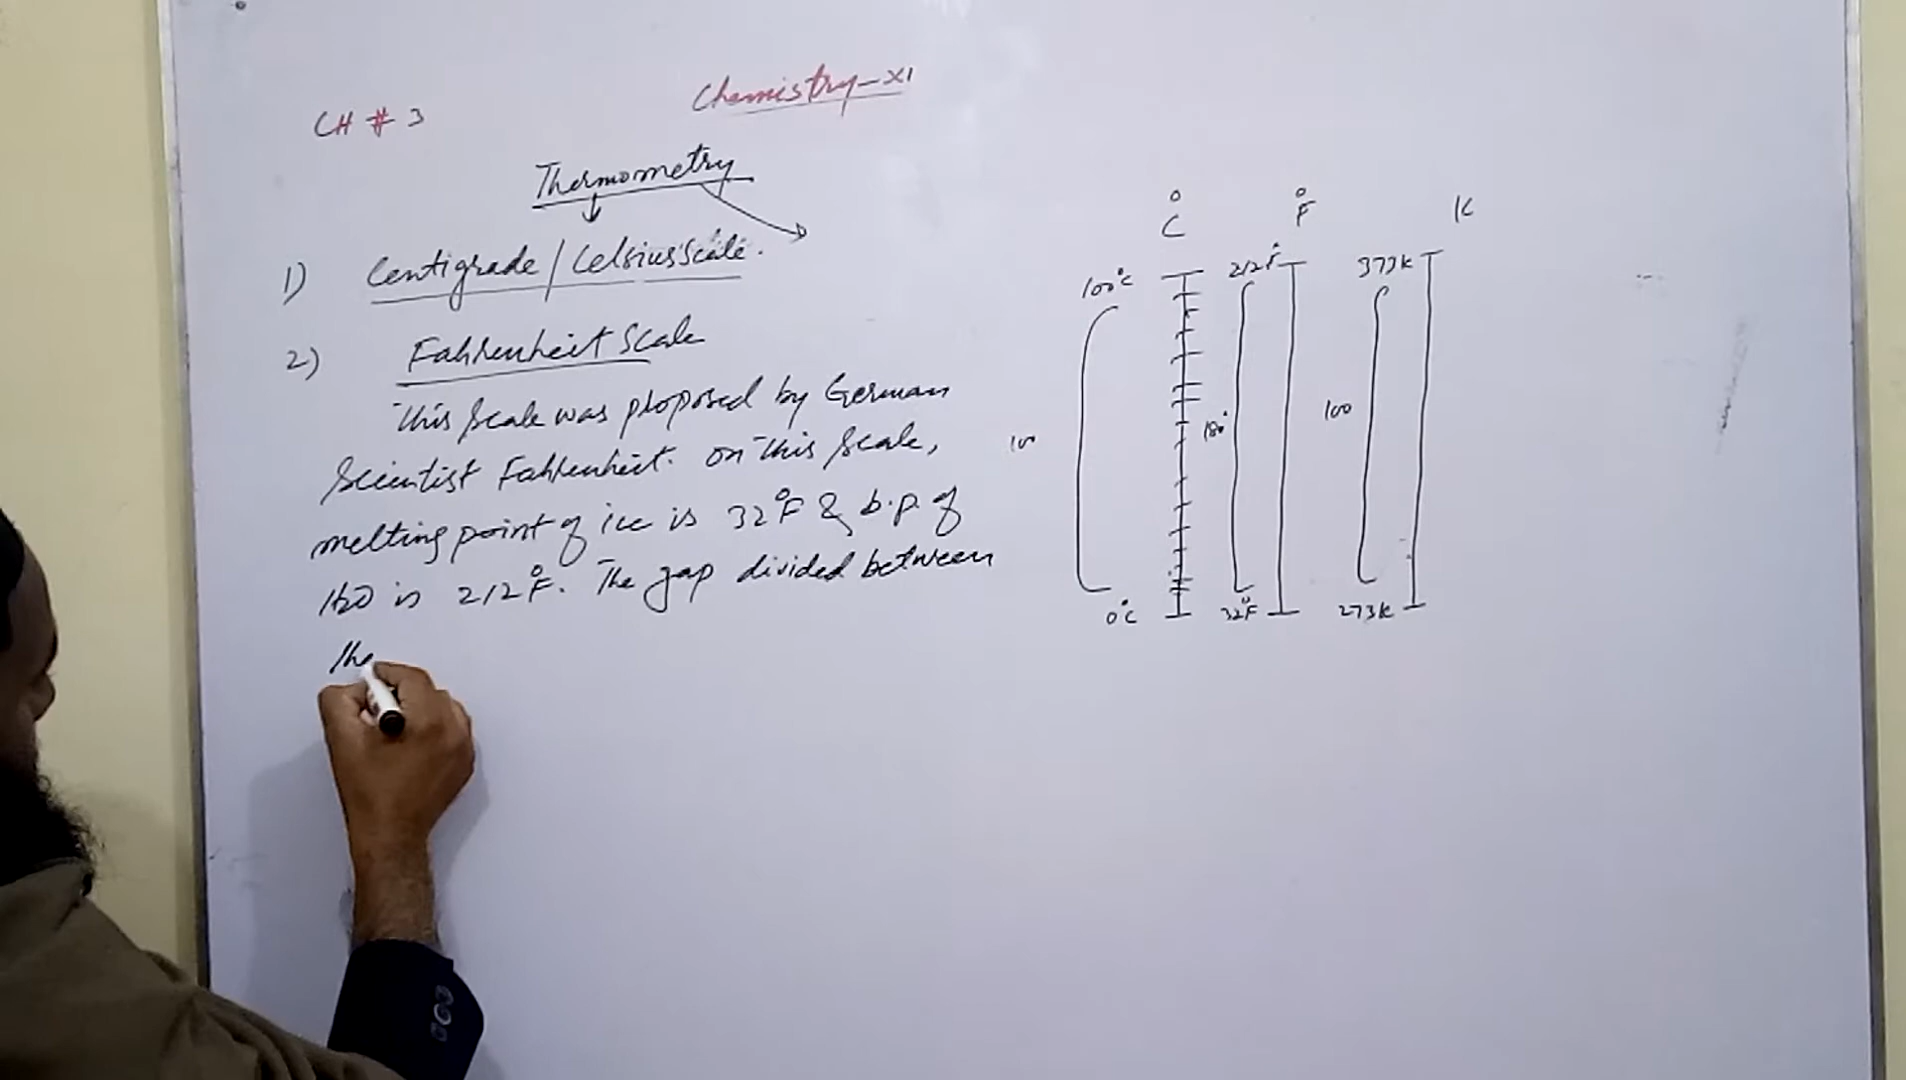 Chemistry-XI
CH # 3
Thermometry
1) Centigrade/Celsius Scale.
2) Fahrenheit Scale
This Scale was proposed by German
Scientist Fahrenheit. on This Scale,
melting point of ice is 32°F & b.p. of
H2O is 212°F. The gap divided between
the
°C °F K
100°C 212°F 373K
100 180° 100
0°C 32°F 273K